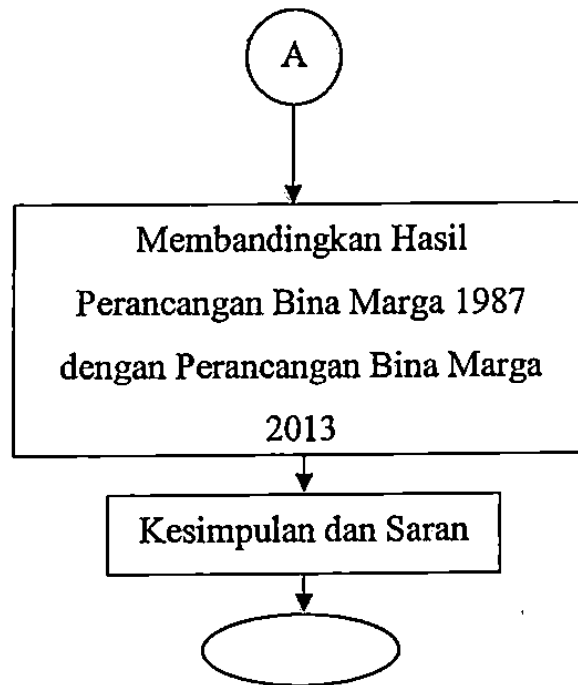 A
Membandingkan Hasil
Perancangan Bina Marga 1987
dengan Perancangan Bina Marga
2013
Kesimpulan dan Saran